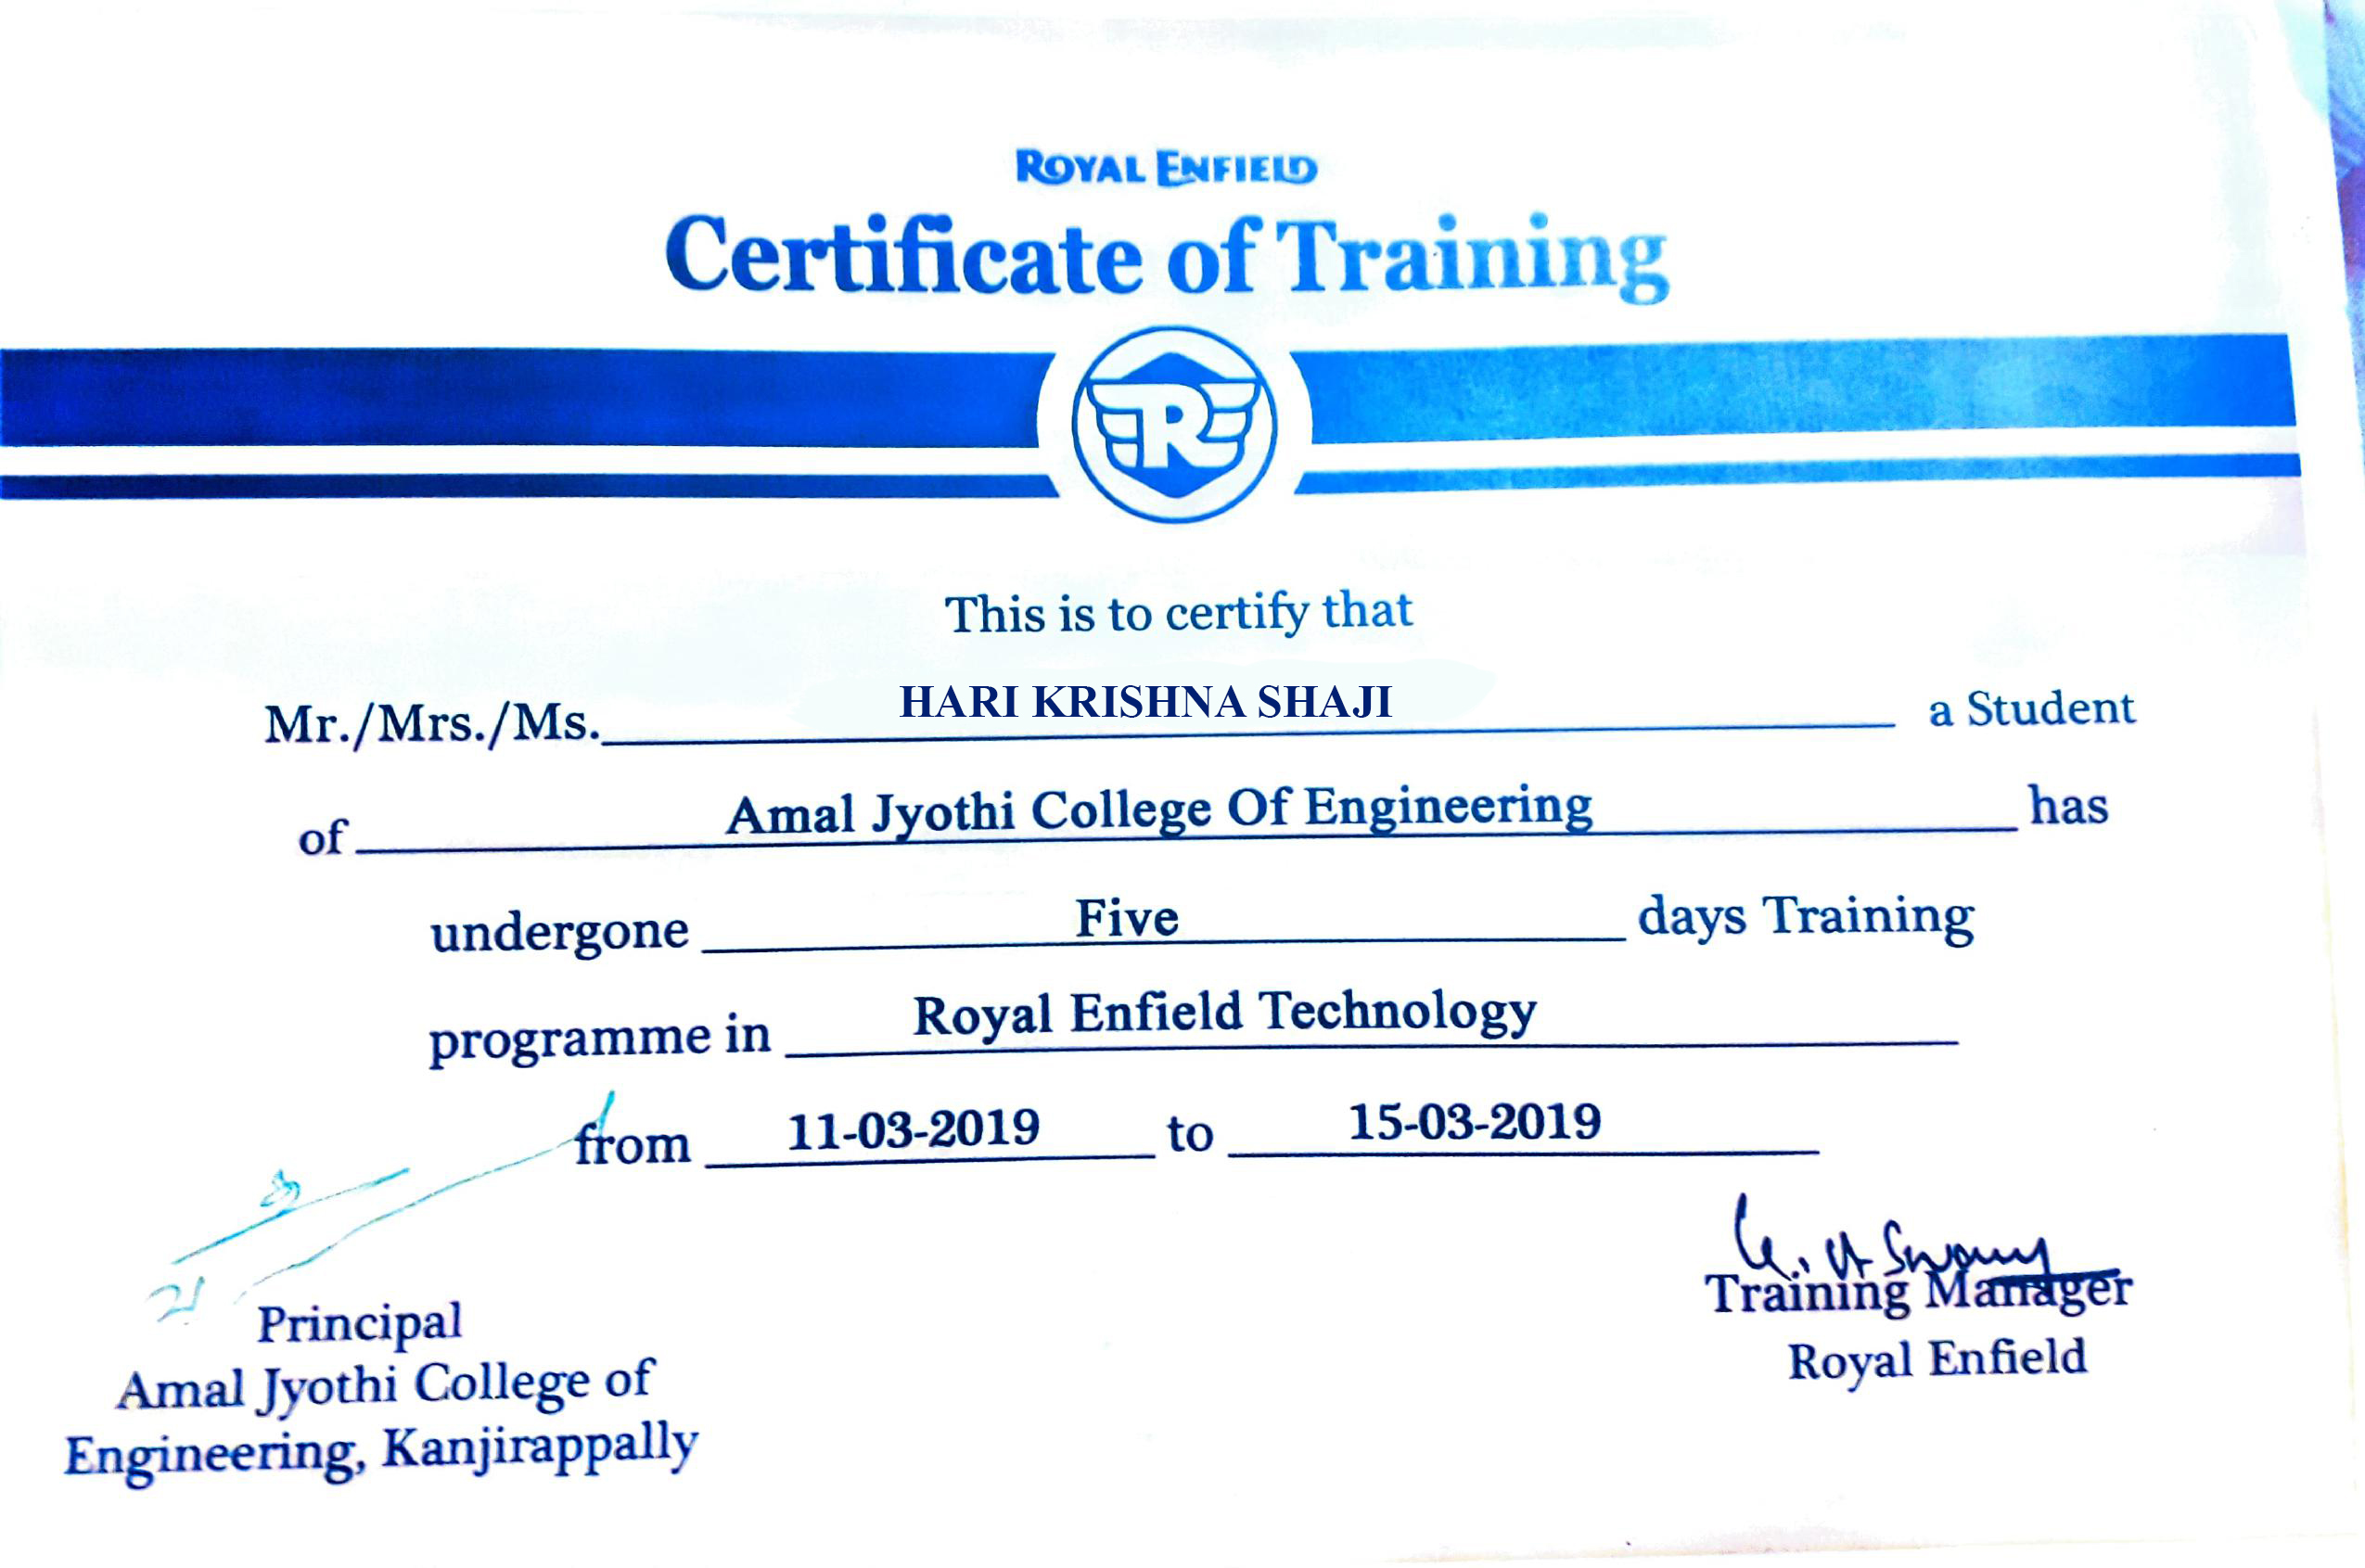 ROYAL ENFIELD
Certificate of Training
R
This is to certify that
Mr./Mrs./Ms. HARI KRISHNA SHAJI a Student
of Amal Jyothi College Of Engineering has
undergone Five days Training
programme in Royal Enfield Technology
from 11-03-2019 to 15-03-2019
Principal
Amal Jyothi College of
Engineering, Kanjirappally
Training Manager
Royal Enfield